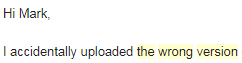 Hi Mark,
I accidentally uploaded the wrong version